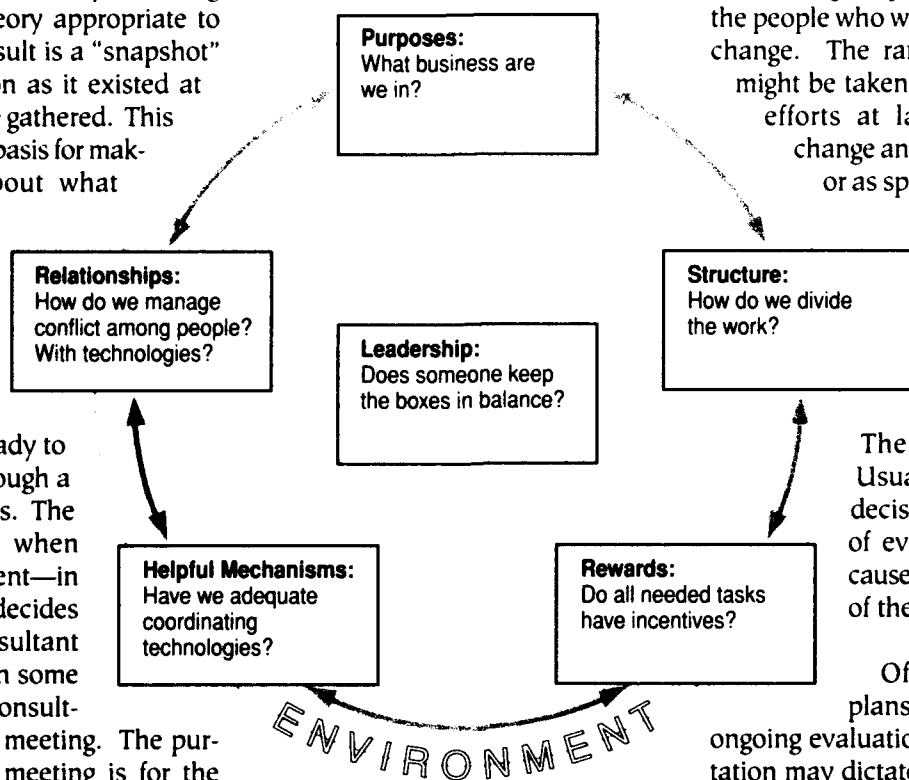 eory appropriate to
sult is a “snapshot”
n as it existed at
gathered. This
basis for mak-
bout what
Purposes:
What business are
we in?
the people who w
change. The ra
might be taken
efforts at la
change an
or as sp
Relationships:
How do we manage
conflict among people?
With technologies?
Leadership:
Does someone keep
the boxes in balance?
Structure:
How do we divide
the work?
ady to
ough a
s. The
when
ent—in
decides
sultant
n some
onsult-
meeting. The pur-
meeting is for the
Helpful Mechanisms:
Have we adequate
coordinating
technologies?
Rewards:
Do all needed tasks
have incentives?
ENVIRONMENT
The
Usua
decis
of ev
cause
of the
Of
plans
ongoing evaluatio
tation may dictat